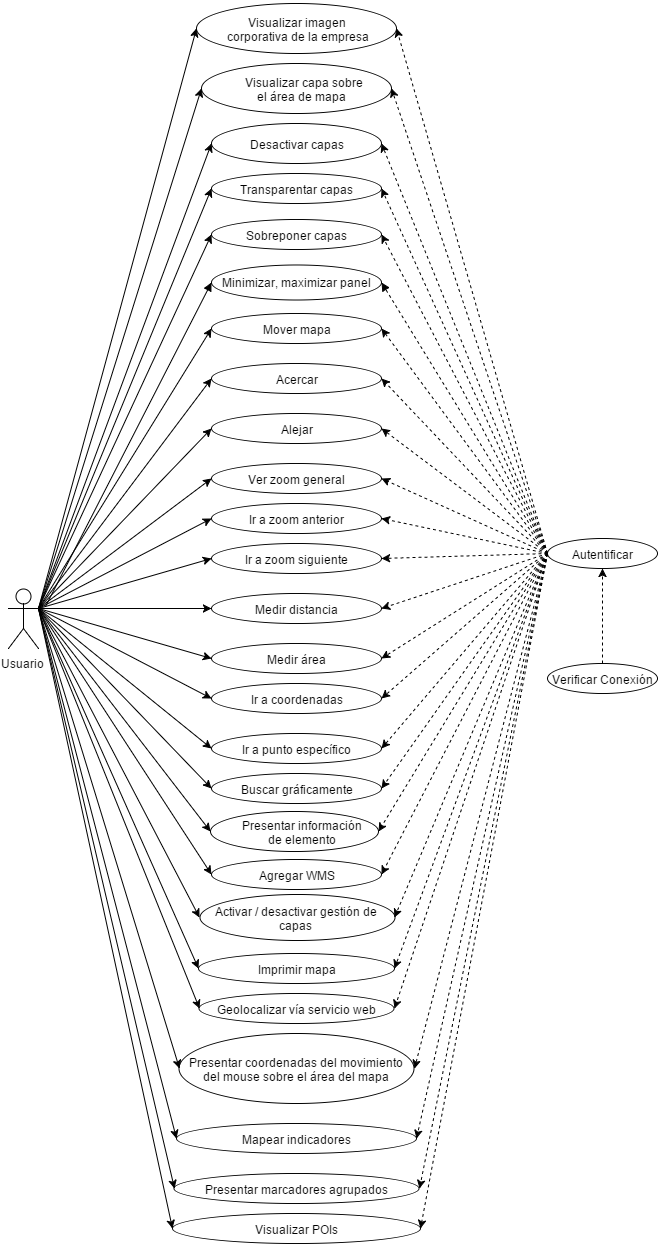 Visualizar imagen
corporativa de la empresa
Visualizar capa sobre
el área de mapa
Desactivar capas
Transparentar capas
Sobreponer capas
Minimizar, maximizar panel
Mover mapa
Acercar
Alejar
Ver zoom general
Ir a zoom anterior
Ir a zoom siguiente
Autentificar
Medir distancia
Usuario
Medir área
Verificar Conexión
Ir a coordenadas
Ir a punto específico
Buscar gráficamente
Presentar información
de elemento
Agregar WMS
Activar / desactivar gestión de
capas
Imprimir mapa
Geolocalizar vía servicio web
Presentar coordenadas del movimiento
del mouse sobre el área del mapa
Mapear indicadores
Presentar marcadores agrupados
Visualizar POIs